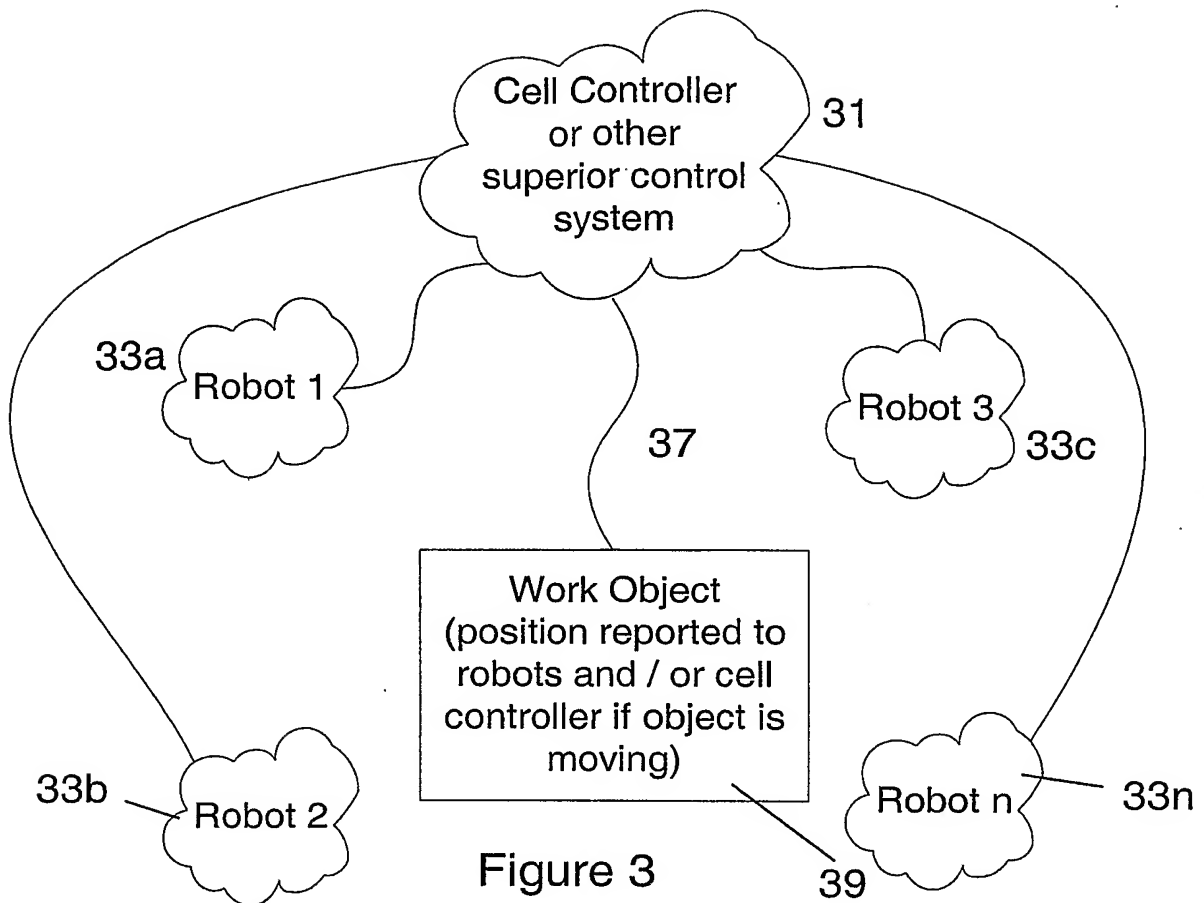 Cell Controller
or other
superior control
system
31
33a
Robot 1
Robot 3
33c
37
Work Object
(position reported to
robots and / or cell
controller if object is
moving)
33b
Robot 2
Robot n
33n
39
Figure 3